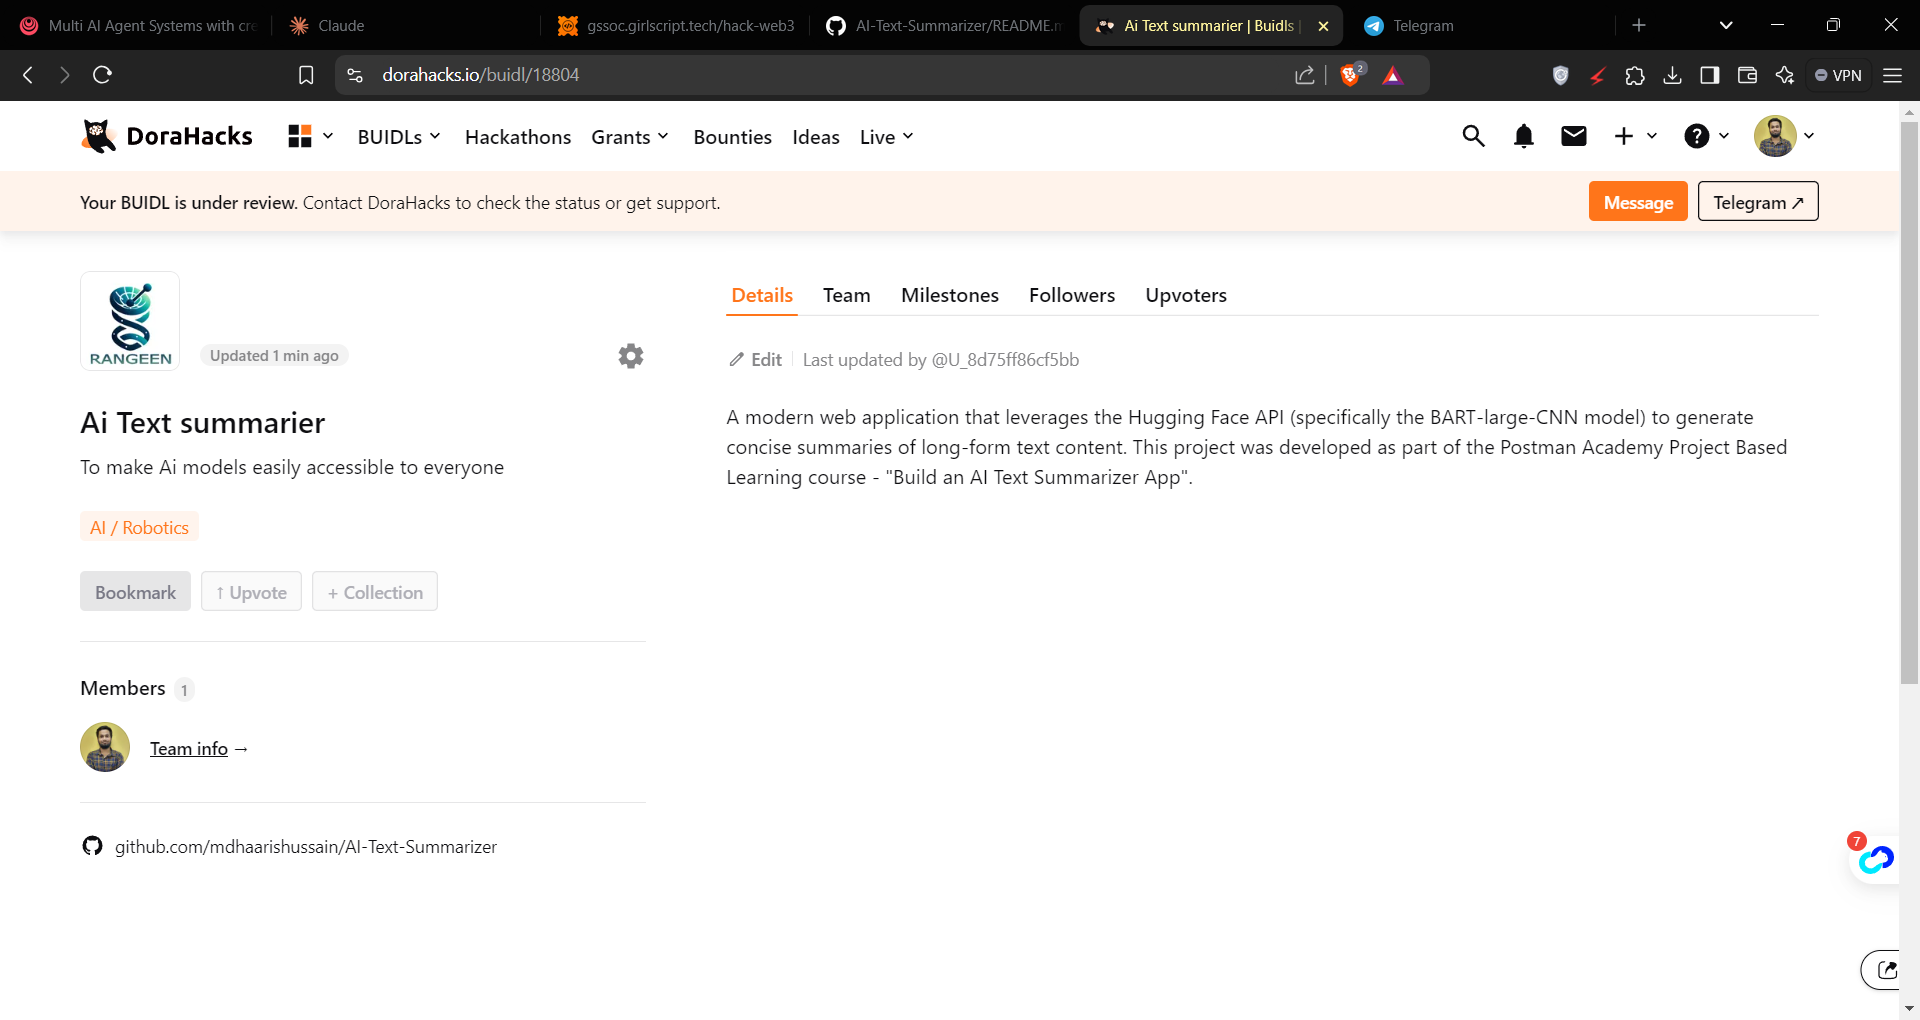 Multi AI Agent Systems with cre
Claude
gssoc.girlscript.tech/hack-web3
AI-Text-Summarizer/README.m
Ai Text summarier | Buidls |
Telegram
dorahacks.io/buidl/18804
2
VPN
DoraHacks
BUIDLs
Hackathons
Grants
Bounties
Ideas
Live
Your BUIDL is under review. Contact DoraHacks to check the status or get support.
Message
Telegram ↗
RANGEEN
Updated 1 min ago
Ai Text summarier
To make Ai models easily accessible to everyone
AI / Robotics
Bookmark
↑ Upvote
+ Collection
Members 1
Team info →
github.com/mdhaarishussain/AI-Text-Summarizer
Details
Team
Milestones
Followers
Upvoters
Edit
Last updated by @U_8d75ff86cf5bb
A modern web application that leverages the Hugging Face API (specifically the BART-large-CNN model) to generate
concise summaries of long-form text content. This project was developed as part of the Postman Academy Project Based
Learning course - "Build an AI Text Summarizer App".
7